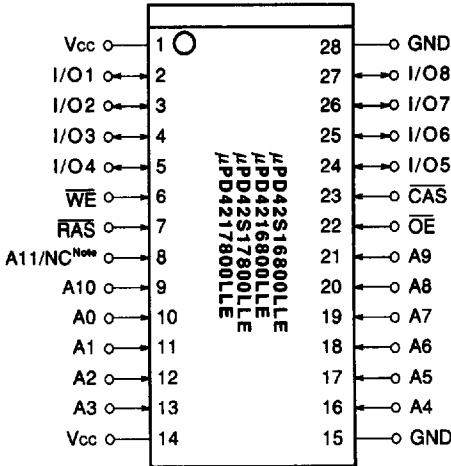 Vcc 1 28 GND
I/O1 2 27 I/O8
I/O2 3 26 I/O7
I/O3 4 25 I/O6
I/O4 5 24 I/O5
WE 6 23 CAS
RAS 7 22 OE
A11/NC Note 8 21 A9
A10 9 20 A8
A0 10 19 A7
A1 11 18 A6
A2 12 17 A5
A3 13 16 A4
Vcc 14 15 GND
μPD42S16800LLE
μPD4216800LLE
μPD42S17800LLE
μPD4217800LLE